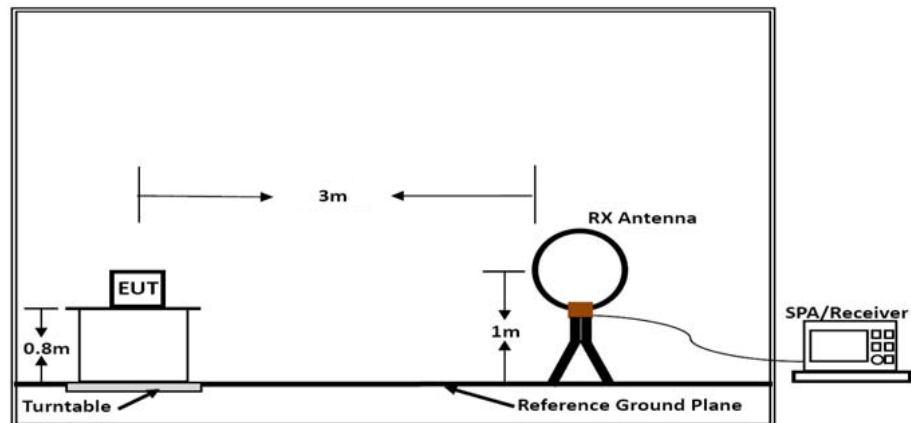 3m
RX Antenna
EUT
SPA/Receiver
0.8m
1m
Turntable
Reference Ground Plane